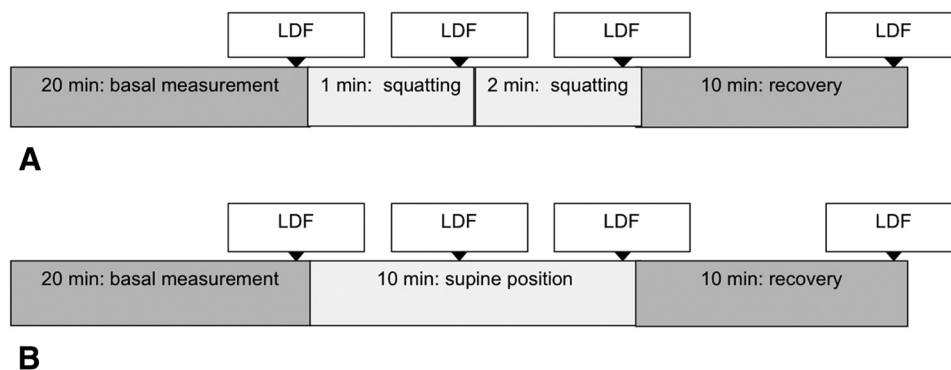 LDF LDF LDF LDF
20 min: basal measurement 1 min: squatting 2 min: squatting 10 min: recovery
A
LDF LDF LDF LDF
20 min: basal measurement 10 min: supine position 10 min: recovery
B